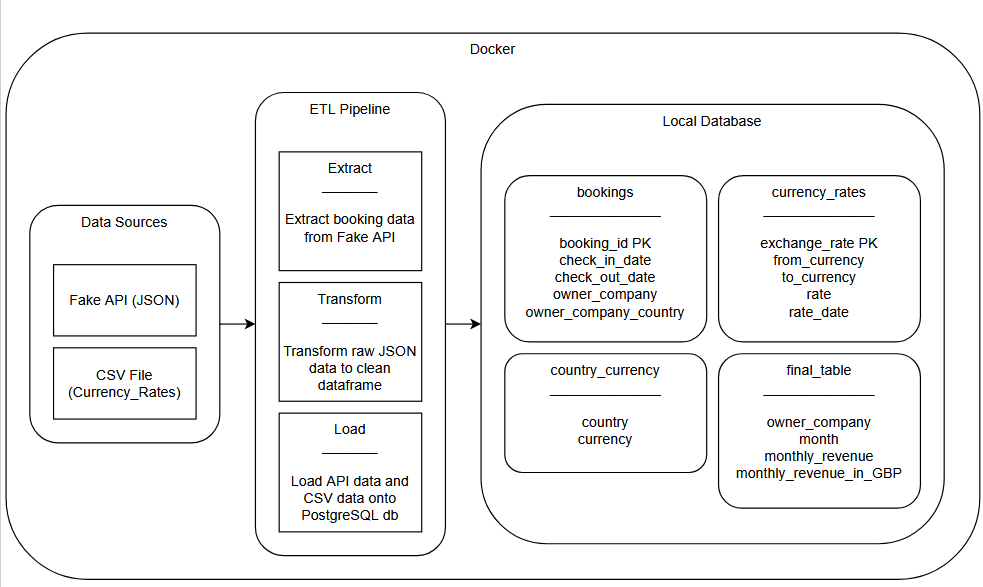 Docker
Data Sources
Fake API (JSON)
CSV File
(Currency_Rates)
ETL Pipeline
Extract
Extract booking data
from Fake API
Transform
Transform raw JSON
data to clean
dataframe
Load
Load API data and
CSV data onto
PostgreSQL db
Local Database
bookings
booking_id PK
check_in_date
check_out_date
owner_company
owner_company_country
currency_rates
exchange_rate PK
from_currency
to_currency
rate
rate_date
country_currency
country
currency
final_table
owner_company
month
monthly_revenue
monthly_revenue_in_GBP